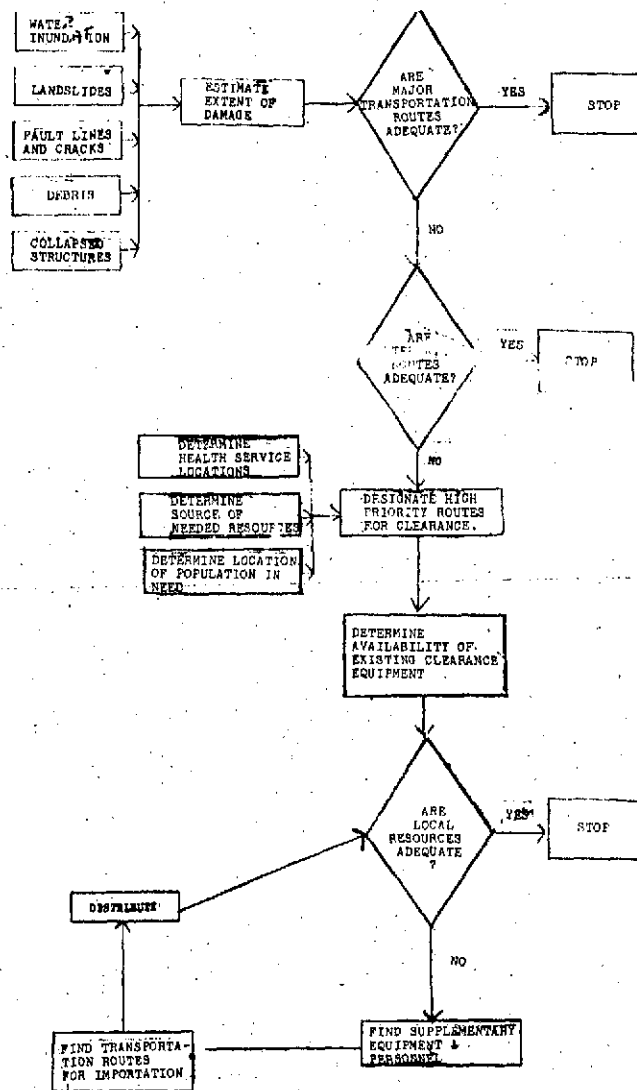 WATER
INUNDATION
LANDSLIDES
FAULT LINES
AND CRACKS
DEBRIS
COLLAPSED
STRUCTURES
ESTIMATE
EXTENT OF
DAMAGE
ARE
MAJOR
TRANSPORTATION
ROUTES
ADEQUATE?
YES
STOP
NO
ARE
ROUTES
ADEQUATE?
YES
STOP
NO
DETERMINE
HEALTH SERVICE
LOCATIONS
DETERMINE
SOURCE OF
NEEDED RESOURCES
DETERMINE LOCATION
OF POPULATION IN
NEED
DESIGNATE HIGH
PRIORITY ROUTES
FOR CLEARANCE.
DETERMINE
AVAILABILITY OF
EXISTING CLEARANCE
EQUIPMENT
ARE
LOCAL
RESOURCES
ADEQUATE
?
YES
STOP
NO
DISTRIBUTE
FIND SUPPLEMENTARY
EQUIPMENT &
PERSONNEL
FIND TRANSPORTA-
TION ROUTES
FOR IMPORTATION